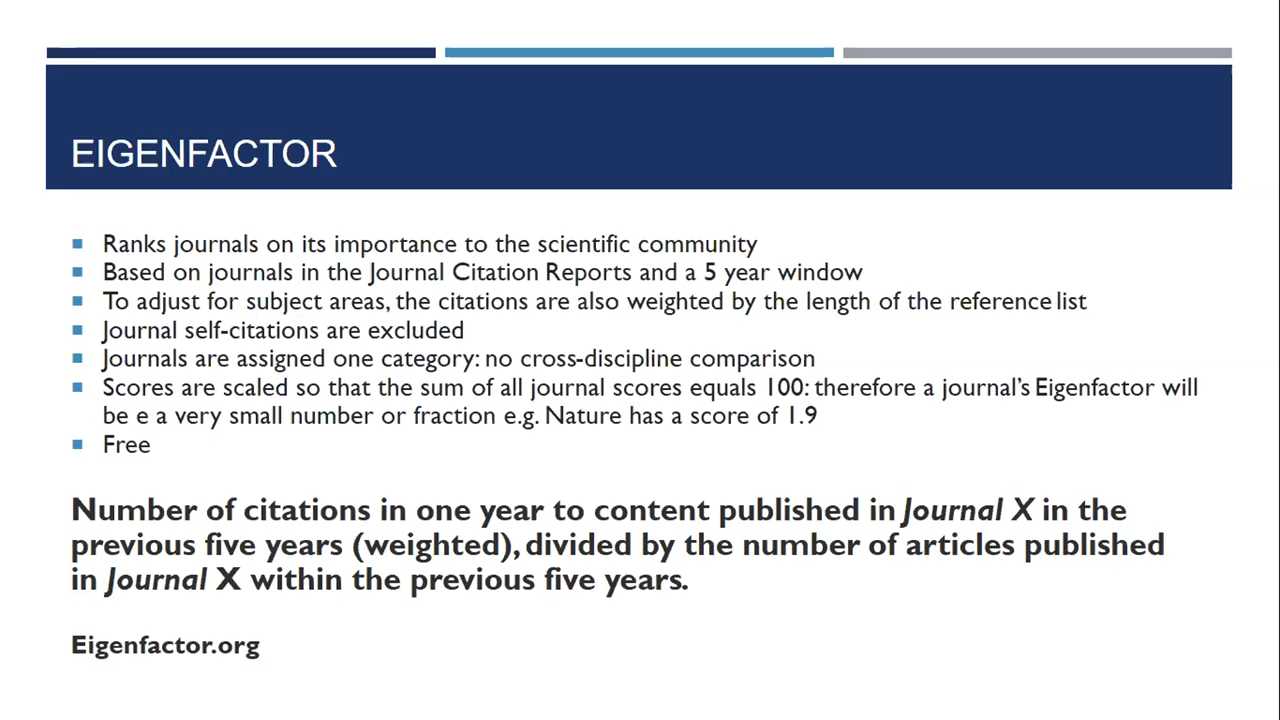 EIGENFACTOR
Ranks journals on its importance to the scientific community
Based on journals in the Journal Citation Reports and a 5 year window
To adjust for subject areas, the citations are also weighted by the length of the reference list
Journal self-citations are excluded
Journals are assigned one category: no cross-discipline comparison
Scores are scaled so that the sum of all journal scores equals 100: therefore a journal's Eigenfactor will
be e a very small number or fraction e.g. Nature has a score of 1.9
Free
Number of citations in one year to content published in Journal X in the
previous five years (weighted), divided by the number of articles published
in Journal X within the previous five years.
Eigenfactor.org